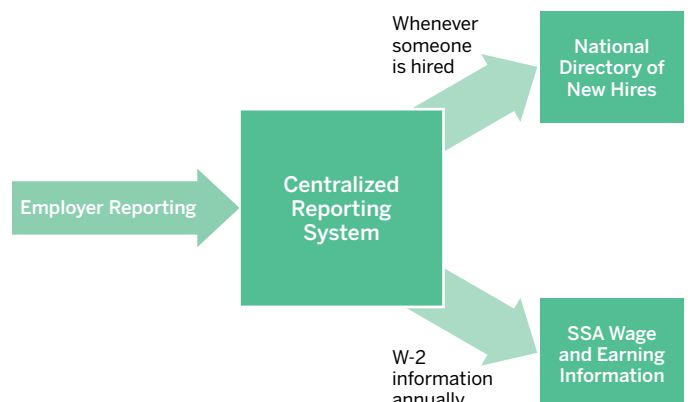 Whenever
someone
is hired
National
Directory of
New Hires
Employer Reporting
Centralized
Reporting
System
SSA Wage
and Earning
Information
W-2
information
annually